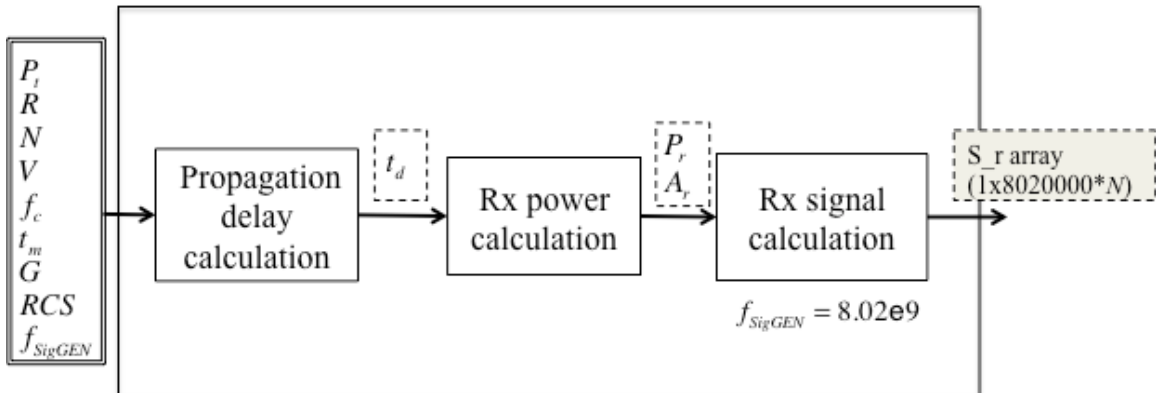 P_t
R
N
V
f_c
t_m
G
RCS
f_SigGEN
Propagation
delay
calculation
t_d
Rx power
calculation
P_r
A_r
Rx signal
calculation
f_SigGEN = 8.02e9
S_r array
(1x8020000*N)